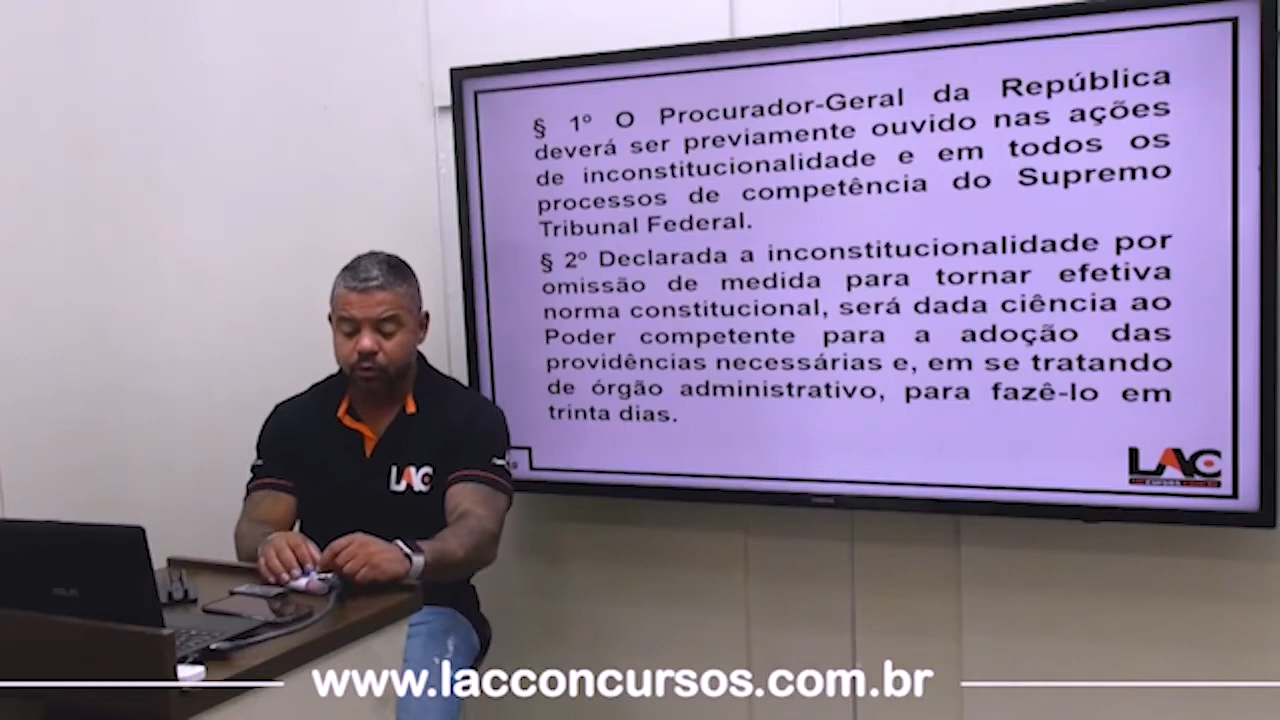 § 1º O Procurador-Geral da República
deverá ser previamente ouvido nas ações
de inconstitucionalidade e em todos os
processos de competência do Supremo
Tribunal Federal.
§ 2º Declarada a inconstitucionalidade por
omissão de medida para tornar efetiva
norma constitucional, será dada ciência ao
Poder competente para a adoção das
providências necessárias e, em se tratando
de órgão administrativo, para fazê-lo em
trinta dias.
LAC
CURSOS
LAC
www.lacconcursos.com.br